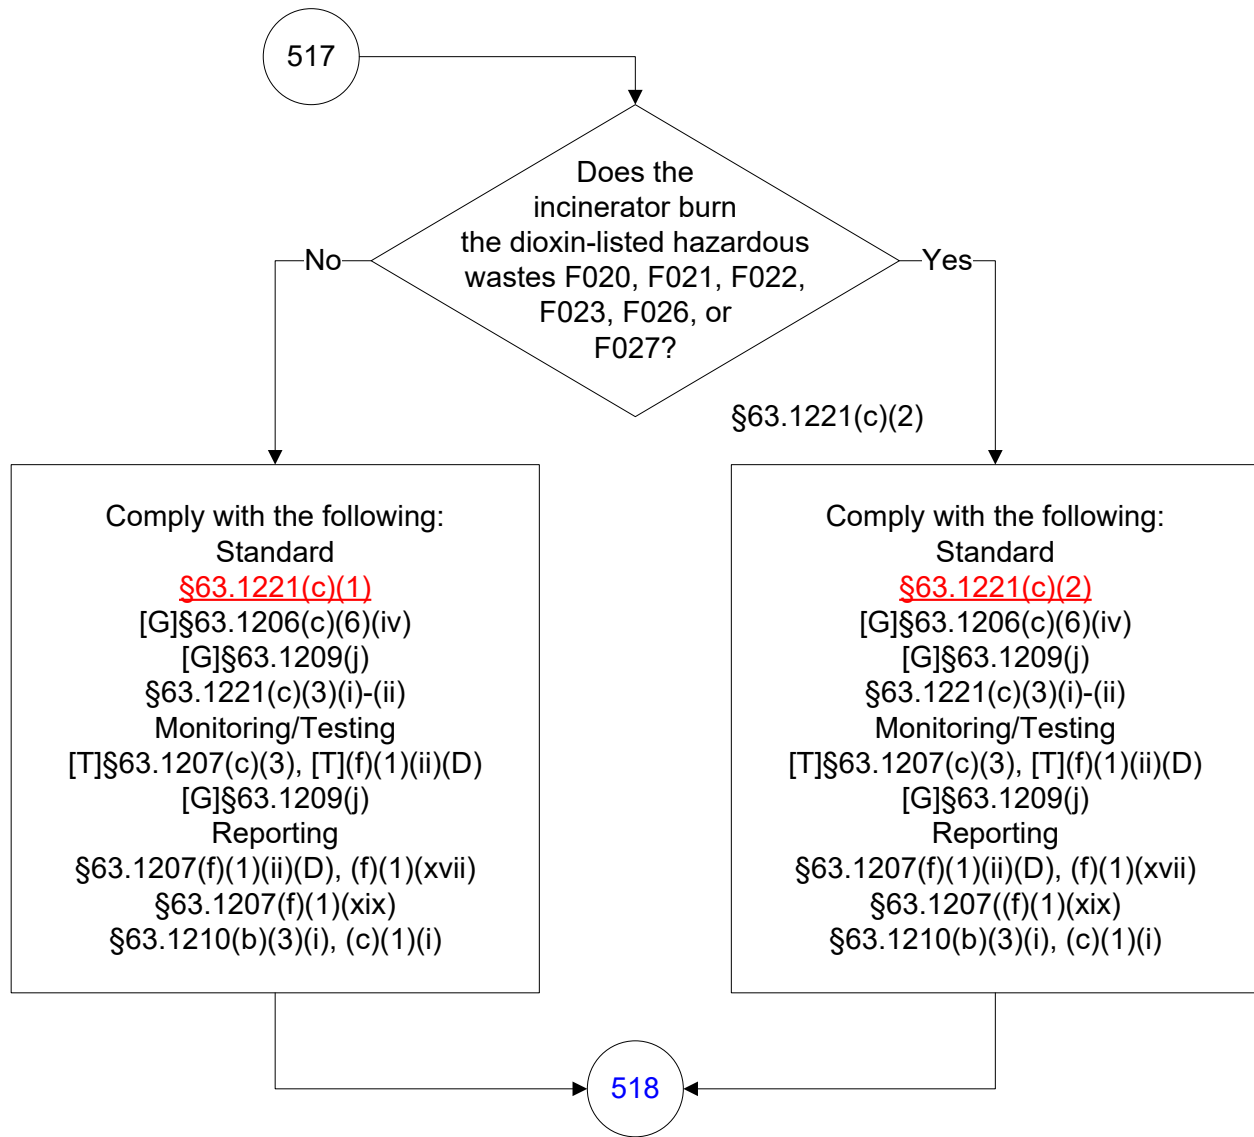 517
Does the
incinerator burn
the dioxin-listed hazardous
wastes F020, F021, F022,
F023, F026, or
F027?
No
Yes
§63.1221(c)(2)
Comply with the following:
Standard
§63.1221(c)(1)
[G]§63.1206(c)(6)(iv)
[G]§63.1209(j)
§63.1221(c)(3)(i)-(ii)
Monitoring/Testing
[T]§63.1207(c)(3), [T](f)(1)(ii)(D)
[G]§63.1209(j)
Reporting
§63.1207(f)(1)(ii)(D), (f)(1)(xvii)
§63.1207(f)(1)(xix)
§63.1210(b)(3)(i), (c)(1)(i)
Comply with the following:
Standard
§63.1221(c)(2)
[G]§63.1206(c)(6)(iv)
[G]§63.1209(j)
§63.1221(c)(3)(i)-(ii)
Monitoring/Testing
[T]§63.1207(c)(3), [T](f)(1)(ii)(D)
[G]§63.1209(j)
Reporting
§63.1207(f)(1)(ii)(D), (f)(1)(xvii)
§63.1207((f)(1)(xix)
§63.1210(b)(3)(i), (c)(1)(i)
518